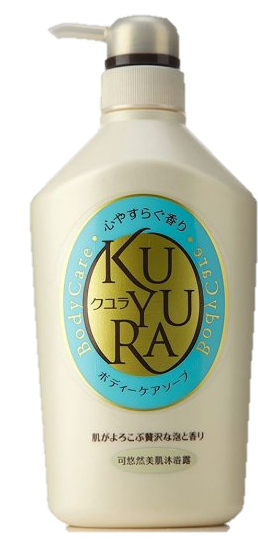 心やすらぐ香り
BodyCare
BodyCare
KU
クユラ
YU
RA
ボディーケアソープ
肌がよろこぶ贅沢な泡と香り
可悠然美肌沐浴露